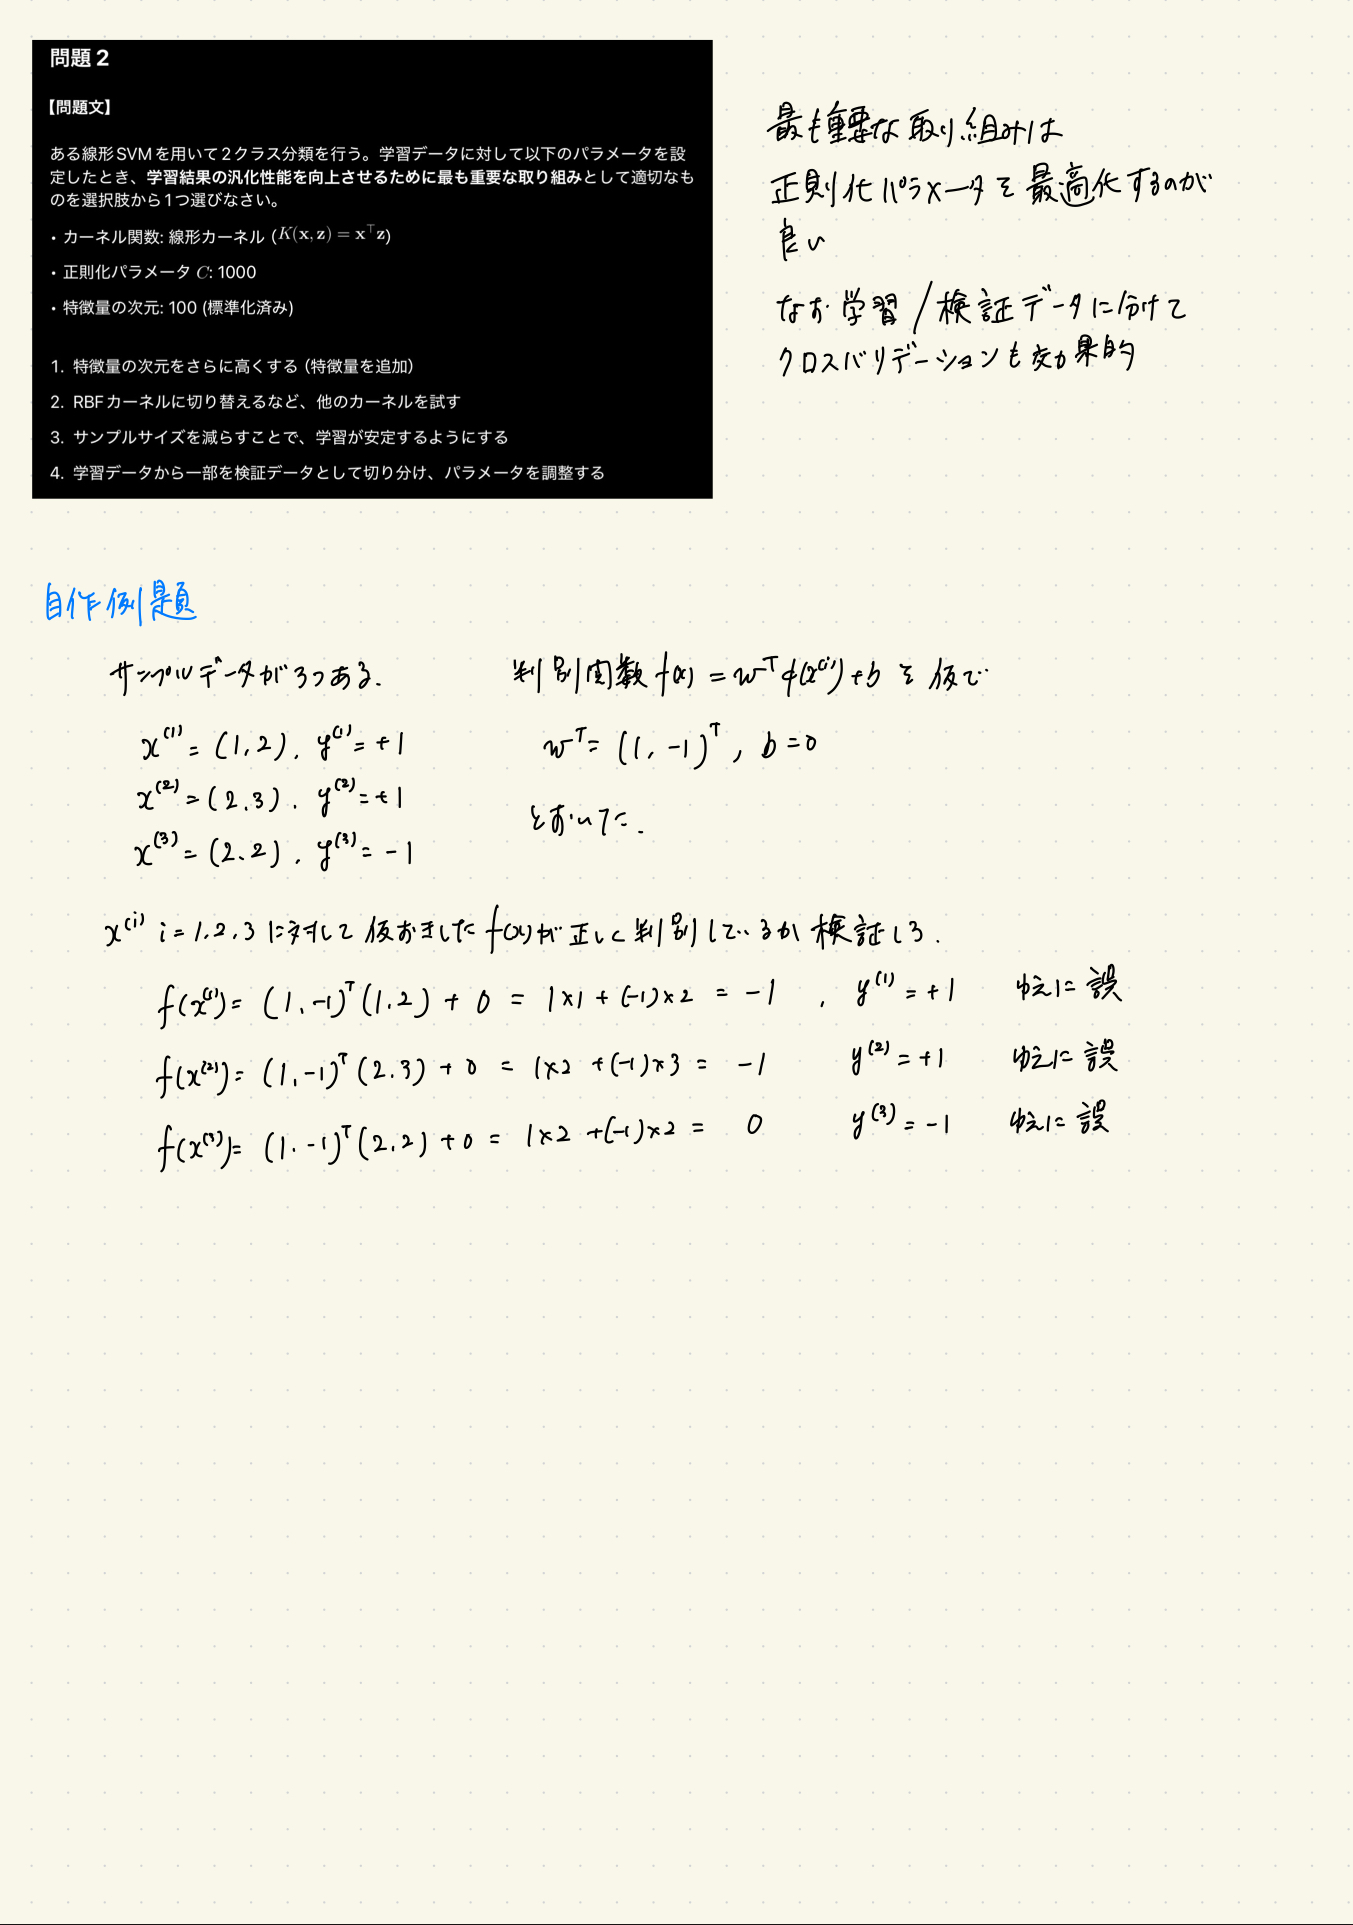 問題 2
【問題文】
ある線形SVMを用いて2クラス分類を行う。学習データに対して以下のパラメータを設
定したとき、学習結果の汎化性能を向上させるために最も重要な取り組みとして適切なも
のを選択肢から1つ選びなさい。
• カーネル関数: 線形カーネル (K(x, z) = x⊤z)
• 正則化パラメータ C: 1000
• 特徴量の次元: 100 (標準化済み)
1. 特徴量の次元をさらに高くする（特徴量を追加）
2. RBFカーネルに切り替えるなど、他のカーネルを試す
3. サンプルサイズを減らすことで、学習が安定するようにする
4. 学習データから一部を検証データとして切り分け、パラメータを調整する
最も重要な取り組みは
正則化パラメータを最適化するのが
良い
なお学習/検証データに分けて
クロスバリデーションも効果的
自作例題
サンプルデータが3つある.
x^(1) = (1, 2), y^(1) = +1
x^(2) = (2, 3), y^(2) = +1
x^(3) = (2, 2), y^(3) = -1
判別関数 f(x) = w^T φ(x^(i)) + b を仮で
w^T = (1, -1)^T, b = 0
とおいた.
x^(i) i = 1, 2, 3 に対して仮おきした f(x) が正しく判別しているか検証しろ.
f(x^(1)) = (1, -1)^T (1, 2) + 0 = 1×1 + (-1)×2 = -1 , y^(1) = +1 ゆえに誤
f(x^(2)) = (1, -1)^T (2, 3) + 0 = 1×2 + (-1)×3 = -1 y^(2) = +1 ゆえに誤
f(x^(3)) = (1, -1)^T (2, 2) + 0 = 1×2 + (-1)×2 = 0 y^(3) = -1 ゆえに誤